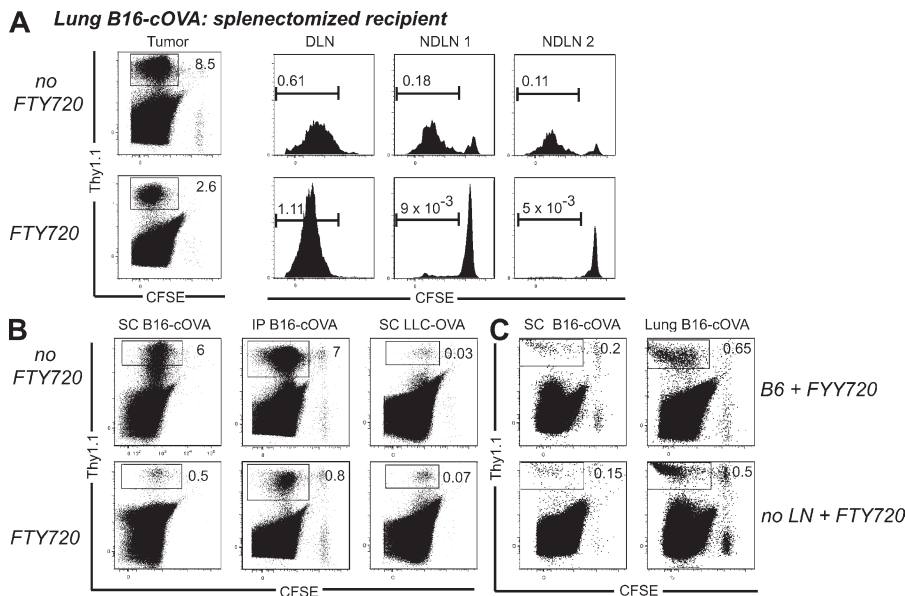 A Lung B16-cOVA: splenectomized recipient
Tumor DLN NDLN 1 NDLN 2
no FTY720
8.5 0.61 0.18 0.11
Thy1.1
FTY720
2.6 1.11 9 x 10-3 5 x 10-3
CFSE CFSE
B SC B16-cOVA IP B16-cOVA SC LLC-OVA
no FTY720
6 7 0.03
Thy1.1
FTY720
0.5 0.8 0.07
CFSE
C SC B16-cOVA Lung B16-cOVA
0.2 0.65
B6 + FYY720
Thy1.1
0.15 0.5
no LN + FTY720
CFSE